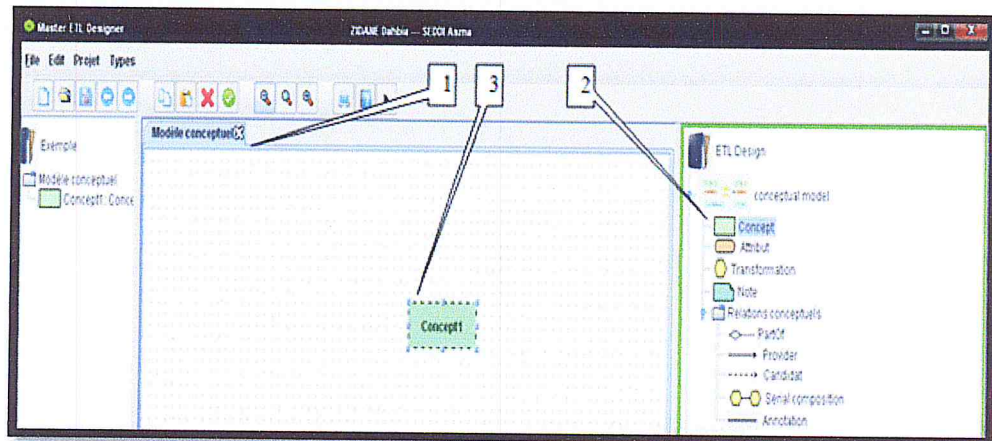 Master ETL Designer
ZIDANE Dahbia --- SEDDI Asma
File Edit Projet Types
1
3
2
Exemple
Modèle conceptuel
Concept1: Conce
Modèle conceptuel
Concept1
ETL Design
conceptual model
Concept
Attribut
Transformation
Note
Relations conceptuels
PartOf
Provider
Candidat
Serial composition
Annotation